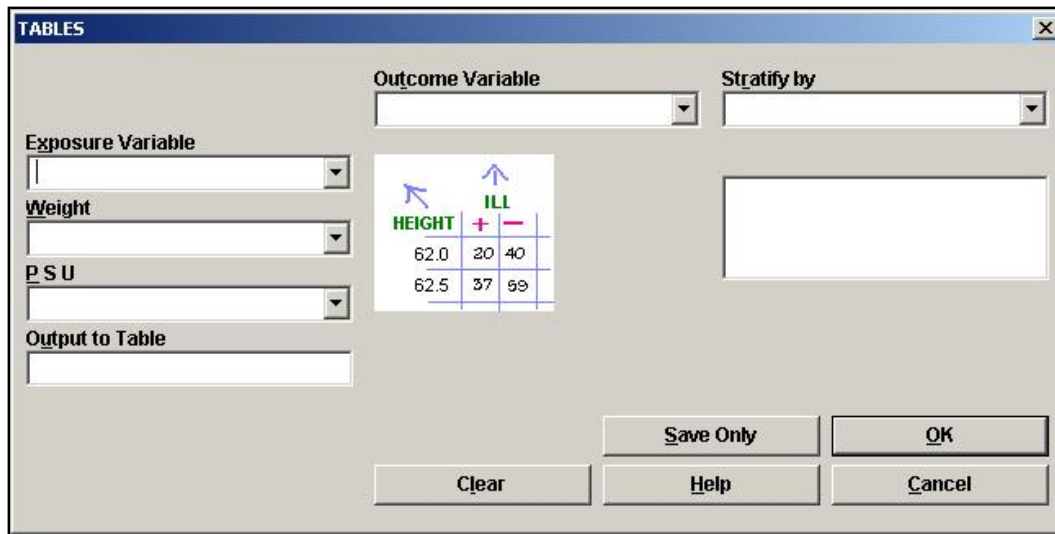 TABLES
Outcome Variable
Stratify by
Exposure Variable
Weight
P S U
Output to Table
ILL
HEIGHT + −
62.0 20 40
62.5 37 59
Save Only
OK
Clear
Help
Cancel